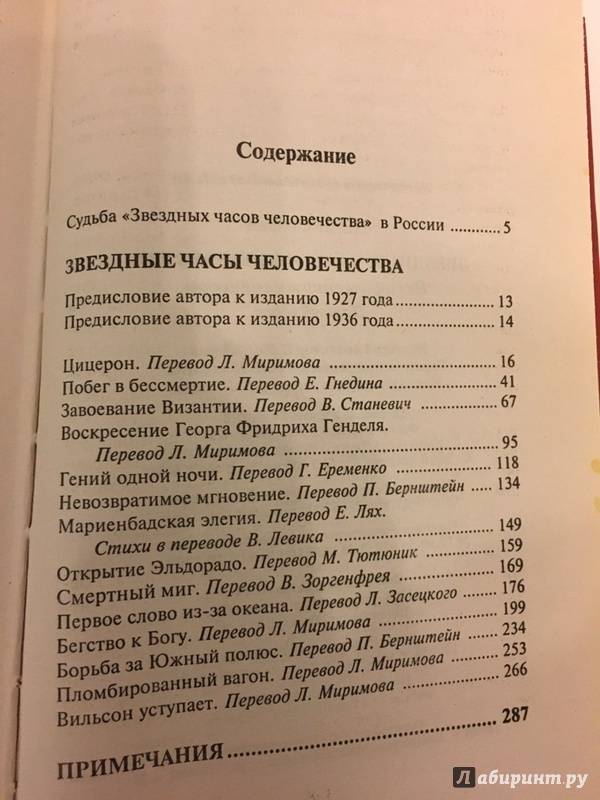 Содержание
Судьба «Звездных часов человечества» в России ............ 5
ЗВЕЗДНЫЕ ЧАСЫ ЧЕЛОВЕЧЕСТВА
Предисловие автора к изданию 1927 года ............ 13
Предисловие автора к изданию 1936 года ............ 14
Цицерон. Перевод Л. Миримова ............ 16
Побег в бессмертие. Перевод Е. Гнедина ............ 41
Завоевание Византии. Перевод В. Станевич ............ 67
Воскресение Георга Фридриха Генделя.
Перевод Л. Миримова ............ 95
Гений одной ночи. Перевод Г. Еременко ............ 118
Невозвратимое мгновение. Перевод П. Бернштейн ..... 134
Мариенбадская элегия. Перевод Е. Лях.
Стихи в переводе В. Левика ............ 149
Открытие Эльдорадо. Перевод М. Тютюник ............ 159
Смертный миг. Перевод В. Зоргенфрея ............ 169
Первое слово из-за океана. Перевод Л. Засецкого ....... 176
Бегство к Богу. Перевод Л. Миримова ............ 199
Борьба за Южный полюс. Перевод П. Бернштейн ....... 234
Пломбированный вагон. Перевод Л. Миримова ......... 253
Вильсон уступает. Перевод Л. Миримова ............ 266
ПРИМЕЧАНИЯ ............ 287
Лабиринт.ру